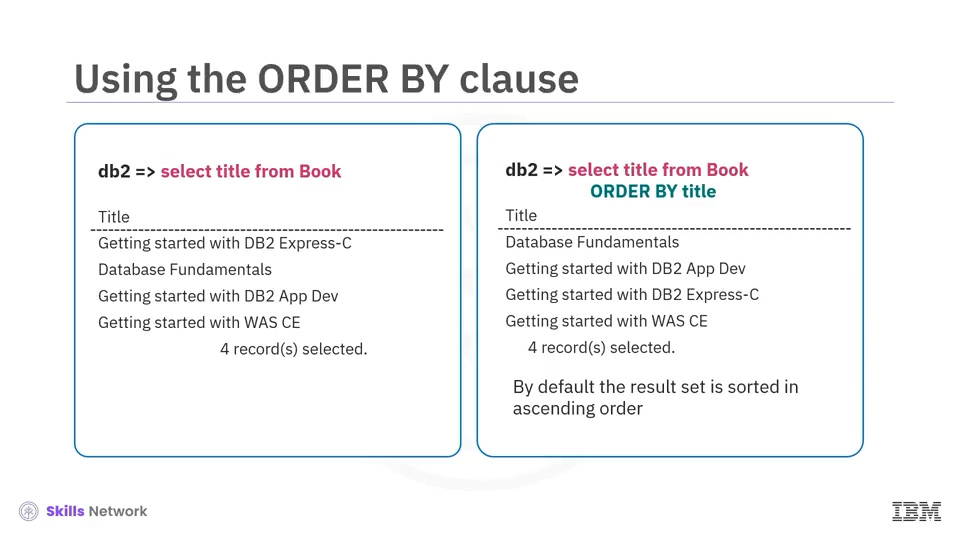 Using the ORDER BY clause
db2 => select title from Book
Title
Getting started with DB2 Express-C
Database Fundamentals
Getting started with DB2 App Dev
Getting started with WAS CE
4 record(s) selected.
db2 => select title from Book
ORDER BY title
Title
Database Fundamentals
Getting started with DB2 App Dev
Getting started with DB2 Express-C
Getting started with WAS CE
4 record(s) selected.
By default the result set is sorted in
ascending order
Skills Network
IBM